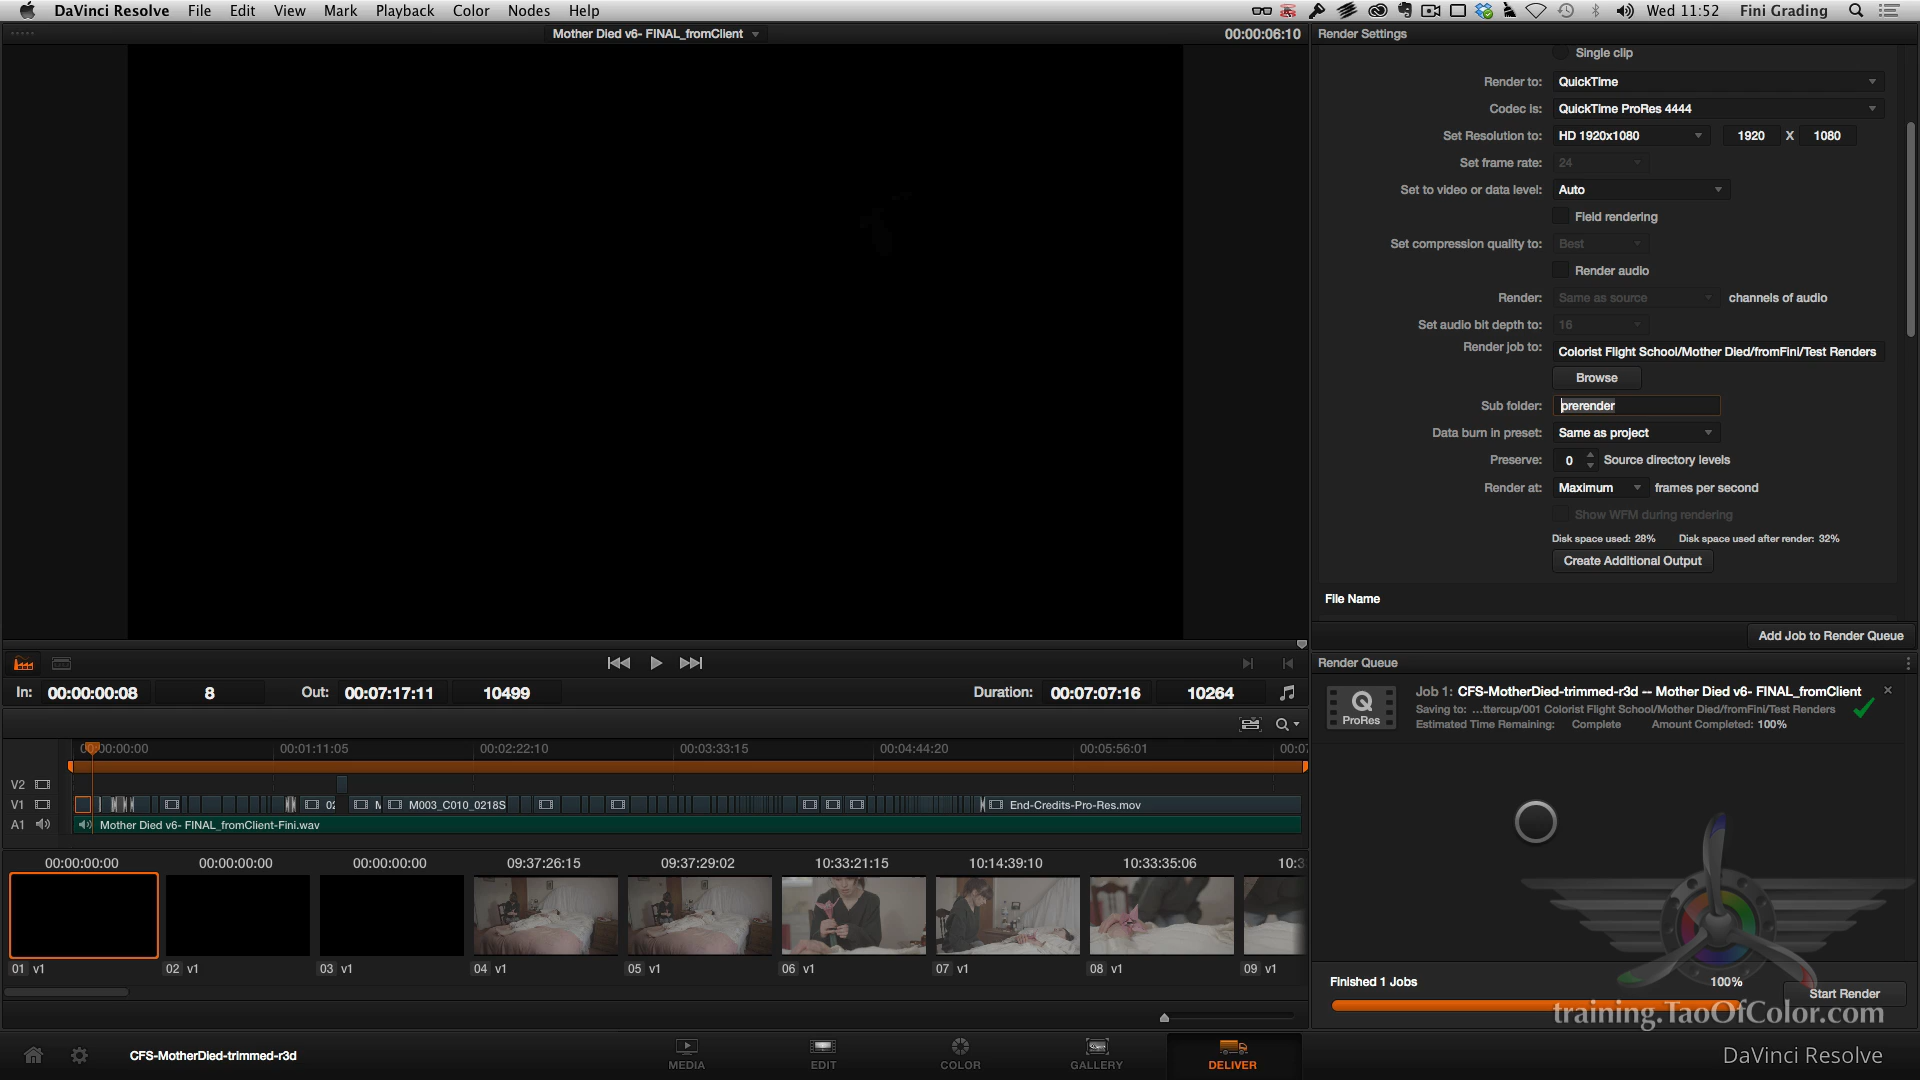 DaVinci Resolve File Edit View Mark Playback Color Nodes Help Wed 11:52 Fini Grading
Mother Died v6- FINAL_fromClient 00:00:06:10
Render Settings
Single clip
Render to: QuickTime
Codec is: QuickTime ProRes 4444
Set Resolution to: HD 1920x1080 1920 X 1080
Set frame rate: 24
Set to video or data level: Auto
Field rendering
Set compression quality to: Best
Render audio
Render: Same as source channels of audio
Set audio bit depth to: 16
Render job to: Colorist Flight School/Mother Died/fromFini/Test Renders
Browse
Sub folder: prerender
Data burn in preset: Same as project
Preserve: 0 Source directory levels
Render at: Maximum frames per second
Show WFM during rendering
Disk space used: 28% Disk space used after render: 32%
Create Additional Output
File Name
Add Job to Render Queue
In: 00:00:00:08 8 Out: 00:07:17:11 10499 Duration: 00:07:07:16 10264
Render Queue
Job 1: CFS-MotherDied-trimmed-r3d -- Mother Died v6- FINAL_fromClient
Saving to: ...ttercup/001 Colorist Flight School/Mother Died/fromFini/Test Renders
Estimated Time Remaining: Complete Amount Completed: 100%
Q
ProRes
00:00:00:00 00:01:11:05 00:02:22:10 00:03:33:15 00:04:44:20 00:05:56:01 00:07
V2
V1 02 M M003_C010_0218S End-Credits-Pro-Res.mov
A1 Mother Died v6- FINAL_fromClient-Fini.wav
00:00:00:00 00:00:00:00 00:00:00:00 09:37:26:15 09:37:29:02 10:33:21:15 10:14:39:10 10:33:35:06 10:3
01 v1 02 v1 03 v1 04 v1 05 v1 06 v1 07 v1 08 v1 09 v1
Finished 1 Jobs 100%
Start Render
training.TaoOfColor.com
CFS-MotherDied-trimmed-r3d
MEDIA EDIT COLOR GALLERY DELIVER
DaVinci Resolve